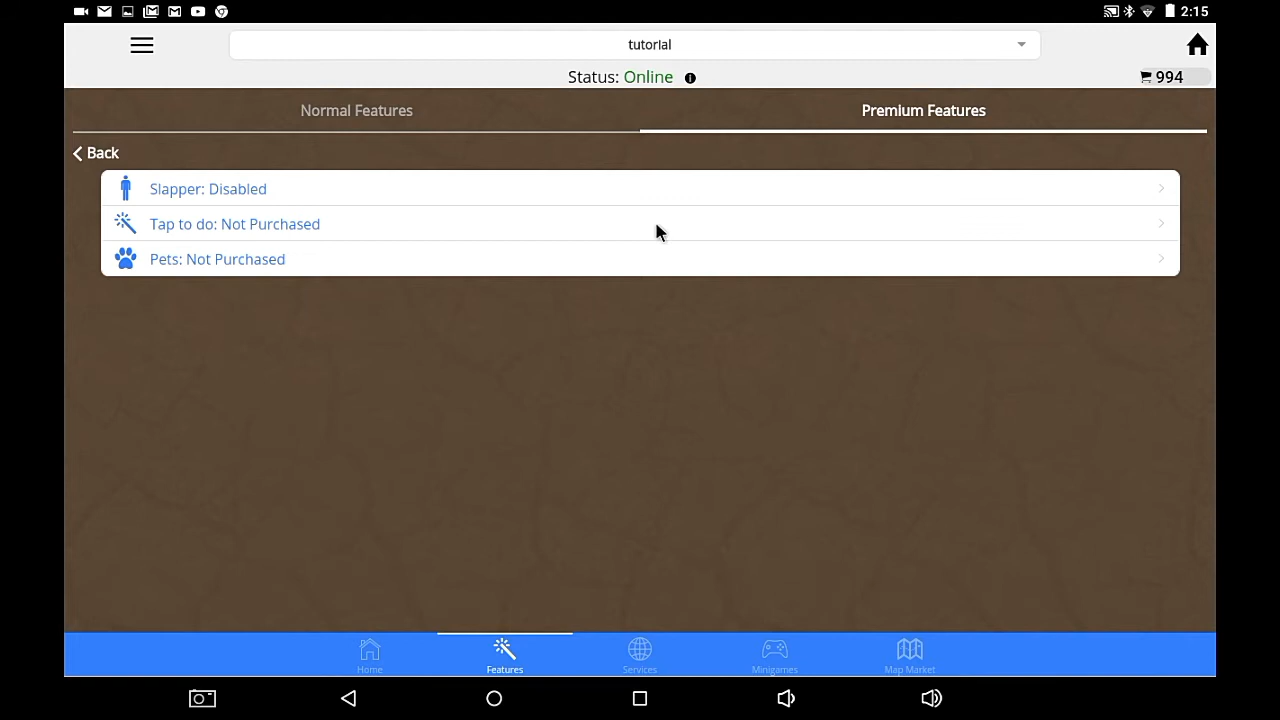 2:15
tutorial
Status: Online
994
Normal Features
Premium Features
Back
Slapper: Disabled
Tap to do: Not Purchased
Pets: Not Purchased
Home
Features
Services
Minigames
Map Market